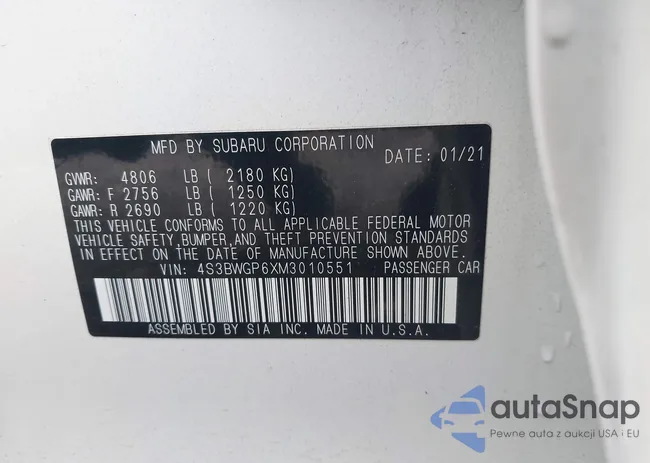 MFD BY SUBARU CORPORATION
DATE: 01/21
GVWR: 4806 LB ( 2180 KG)
GAWR: F 2756 LB ( 1250 KG)
GAWR: R 2690 LB ( 1220 KG)
THIS VEHICLE CONFORMS TO ALL APPLICABLE FEDERAL MOTOR
VEHICLE SAFETY,BUMPER,AND THEFT PREVENTION STANDARDS
IN EFFECT ON THE DATE OF MANUFACTURE SHOWN ABOVE.
VIN: 4S3BWGP6XM3010551 PASSENGER CAR
ASSEMBLED BY SIA INC. MADE IN U.S.A.
autaSnap
Pewne auta z aukcji USA i EU